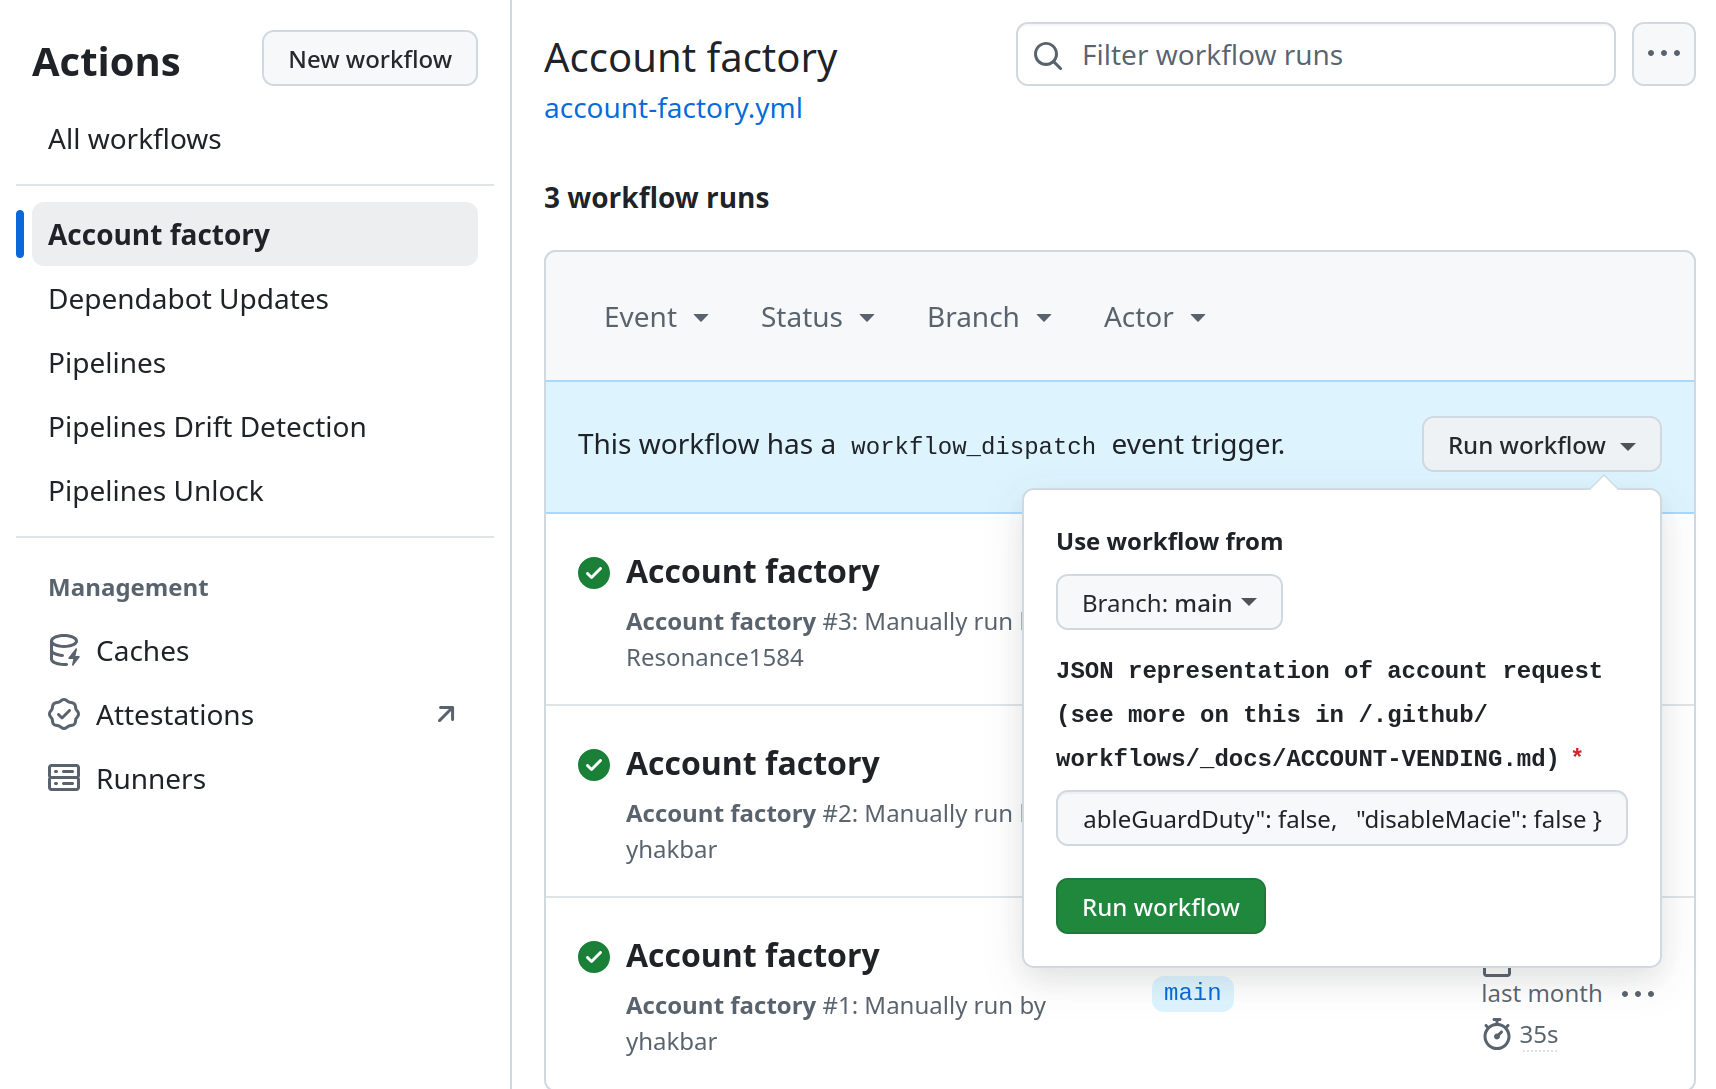 Actions
New workflow
All workflows
Account factory
Dependabot Updates
Pipelines
Pipelines Drift Detection
Pipelines Unlock
Management
Caches
Attestations
Runners
Account factory
account-factory.yml
Filter workflow runs
3 workflow runs
Event Status Branch Actor
This workflow has a workflow_dispatch event trigger.
Run workflow
Use workflow from
Branch: main
JSON representation of account request
(see more on this in /.github/
workflows/_docs/ACCOUNT-VENDING.md) *
ableGuardDuty": false, "disableMacie": false }
Run workflow
Account factory
Account factory #3: Manually run
Resonance1584
Account factory
Account factory #2: Manually run
yhakbar
Account factory
Account factory #1: Manually run by
yhakbar
main
last month
35s